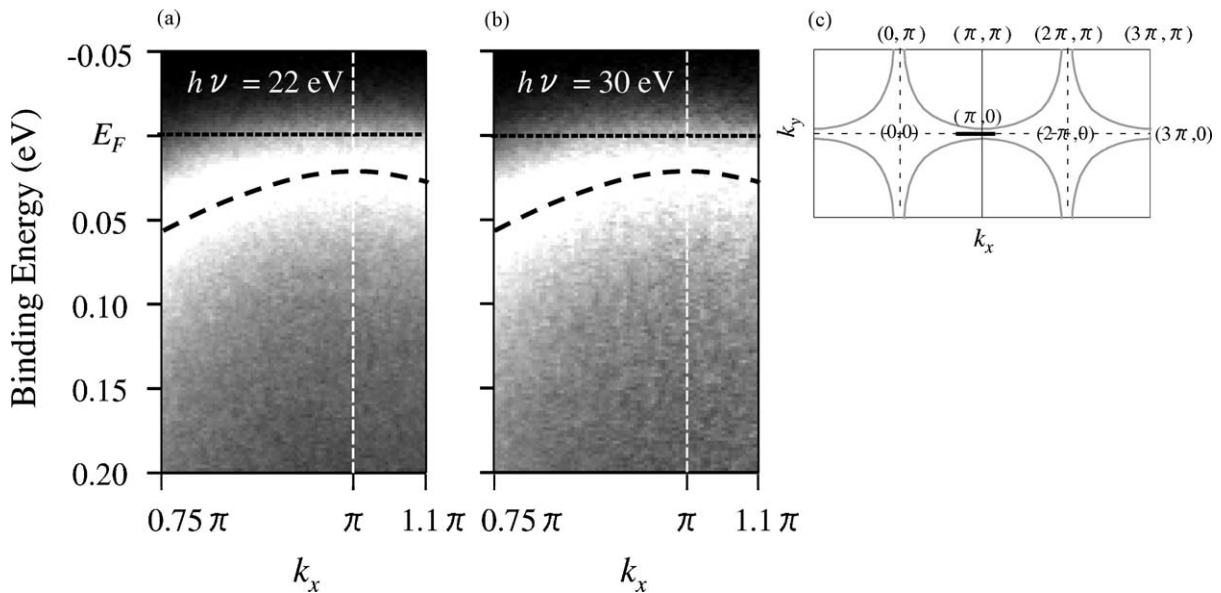 (a)
(b)
(c)
-0.05
E_F
0.05
0.10
0.15
0.20
Binding Energy (eV)
hν = 22 eV
0.75π
π
1.1π
k_x
hν = 30 eV
0.75π
π
1.1π
k_x
(0,π) (π,π) (2π,π) (3π,π)
(0,0) (π,0) (2π,0) (3π,0)
k_y
k_x